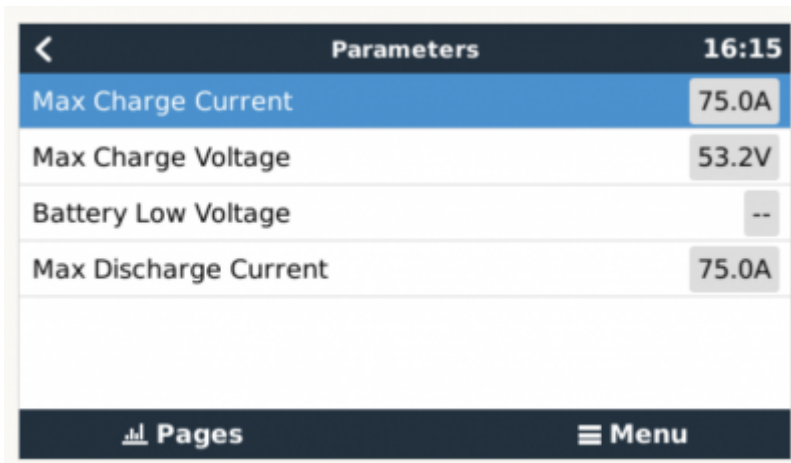 Parameters 16:15
Max Charge Current 75.0A
Max Charge Voltage 53.2V
Battery Low Voltage --
Max Discharge Current 75.0A
Pages Menu